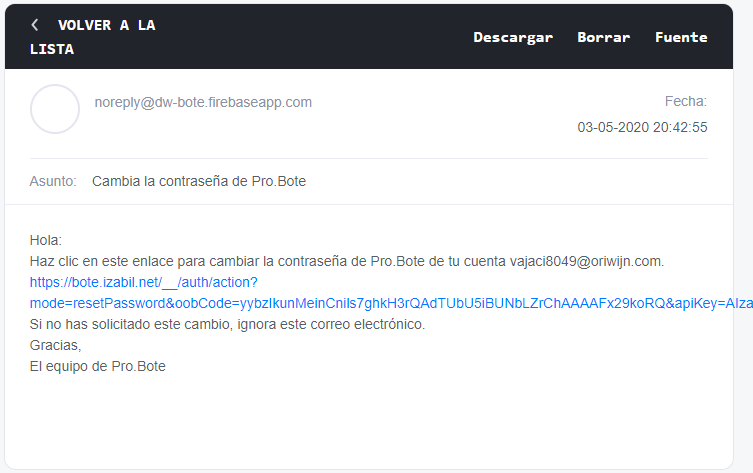 VOLVER A LA
LISTA
Descargar Borrar Fuente
noreply@dw-bote.firebaseapp.com
Fecha:
03-05-2020 20:42:55
Asunto: Cambia la contraseña de Pro.Bote
Hola:
Haz clic en este enlace para cambiar la contraseña de Pro.Bote de tu cuenta vajaci8049@oriwijn.com.
https://bote.izabil.net/__/auth/action?
mode=resetPassword&oobCode=yybzIkunMeinCniIs7ghkH3rQAdTUbU5iBUNbLZrChAAAAFx29koRQ&apiKey=AIza
Si no has solicitado este cambio, ignora este correo electrónico.
Gracias,
El equipo de Pro.Bote